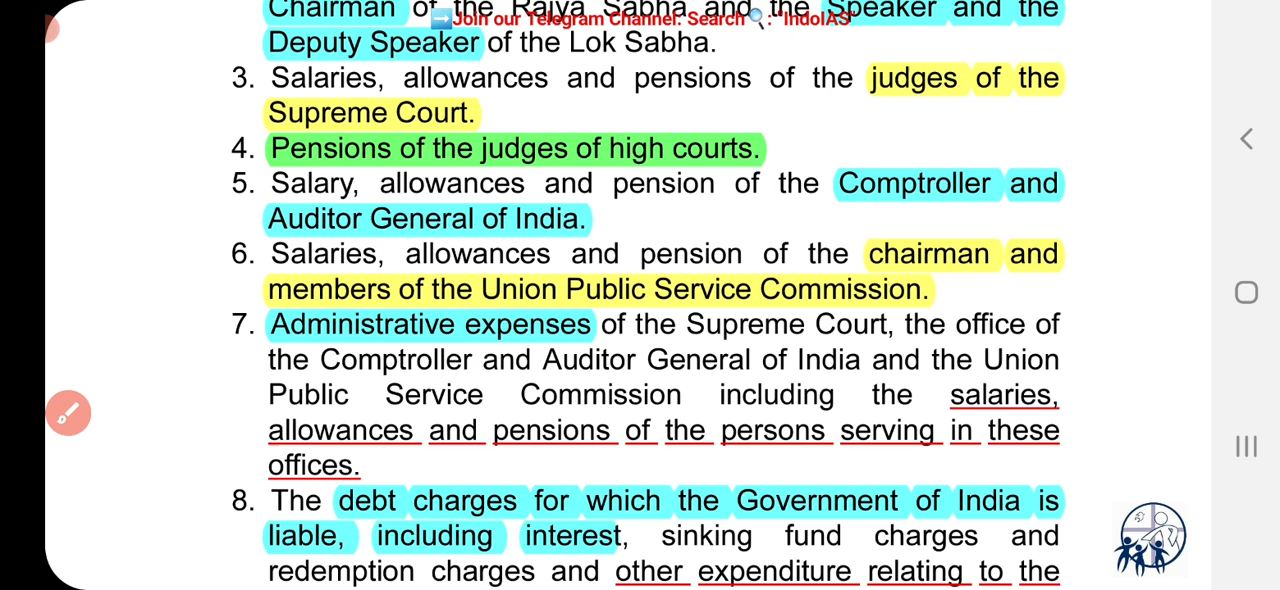 Chairman of the Rajya Sabha and the Speaker and the
➡️Join our Telegram Channel: Search🔍: "IndoIAS"
Deputy Speaker of the Lok Sabha.
3. Salaries, allowances and pensions of the judges of the
Supreme Court.
4. Pensions of the judges of high courts.
5. Salary, allowances and pension of the Comptroller and
Auditor General of India.
6. Salaries, allowances and pension of the chairman and
members of the Union Public Service Commission.
7. Administrative expenses of the Supreme Court, the office of
the Comptroller and Auditor General of India and the Union
Public Service Commission including the salaries,
allowances and pensions of the persons serving in these
offices.
8. The debt charges for which the Government of India is
liable, including interest, sinking fund charges and
redemption charges and other expenditure relating to the